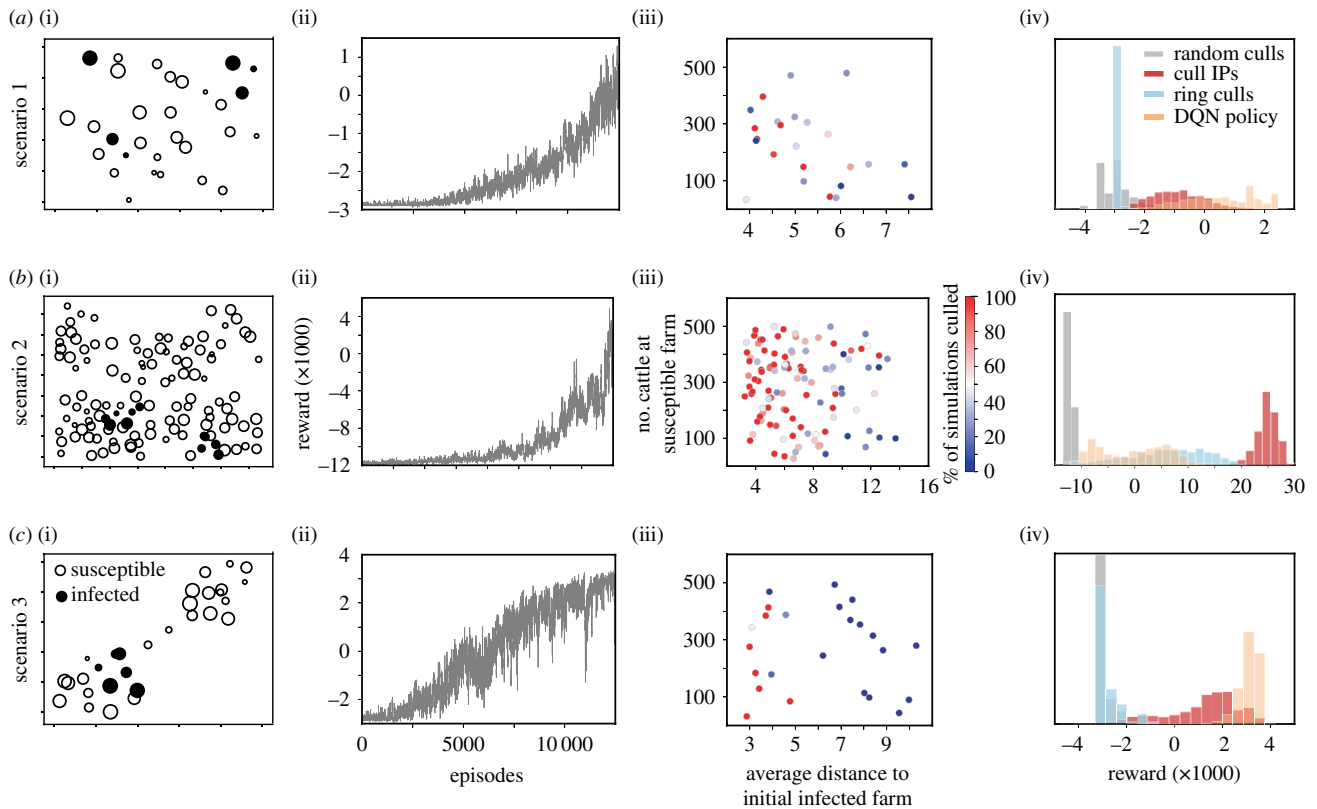 (a) (i)
(ii)
(iii)
(iv)
scenario 1
1
0
−1
−2
−3
500
300
100
4 5 6 7
random culls
cull IPs
ring culls
DQN policy
−4 −2 0 2
(b) (i)
(ii)
(iii)
(iv)
scenario 2
reward (×1000)
4
0
−4
−8
−12
no. cattle at
susceptible farm
500
300
100
4 8 12 16
% of simulations culled
100
80
60
40
20
0
−10 0 10 20 30
(c) (i)
(ii)
(iii)
(iv)
scenario 3
susceptible
infected
4
2
0
−2
0 5000 10 000
episodes
500
300
100
3 5 7 9
average distance to
initial infected farm
−4 −2 0 2 4
reward (×1000)